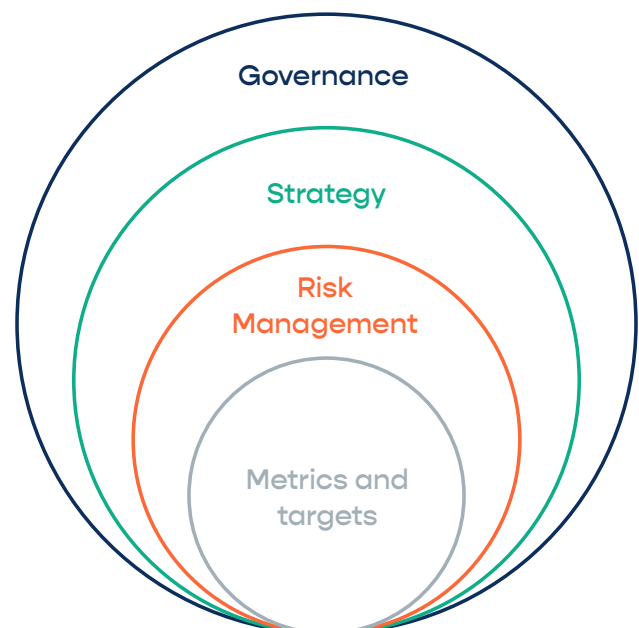 Governance
Strategy
Risk
Management
Metrics and
targets